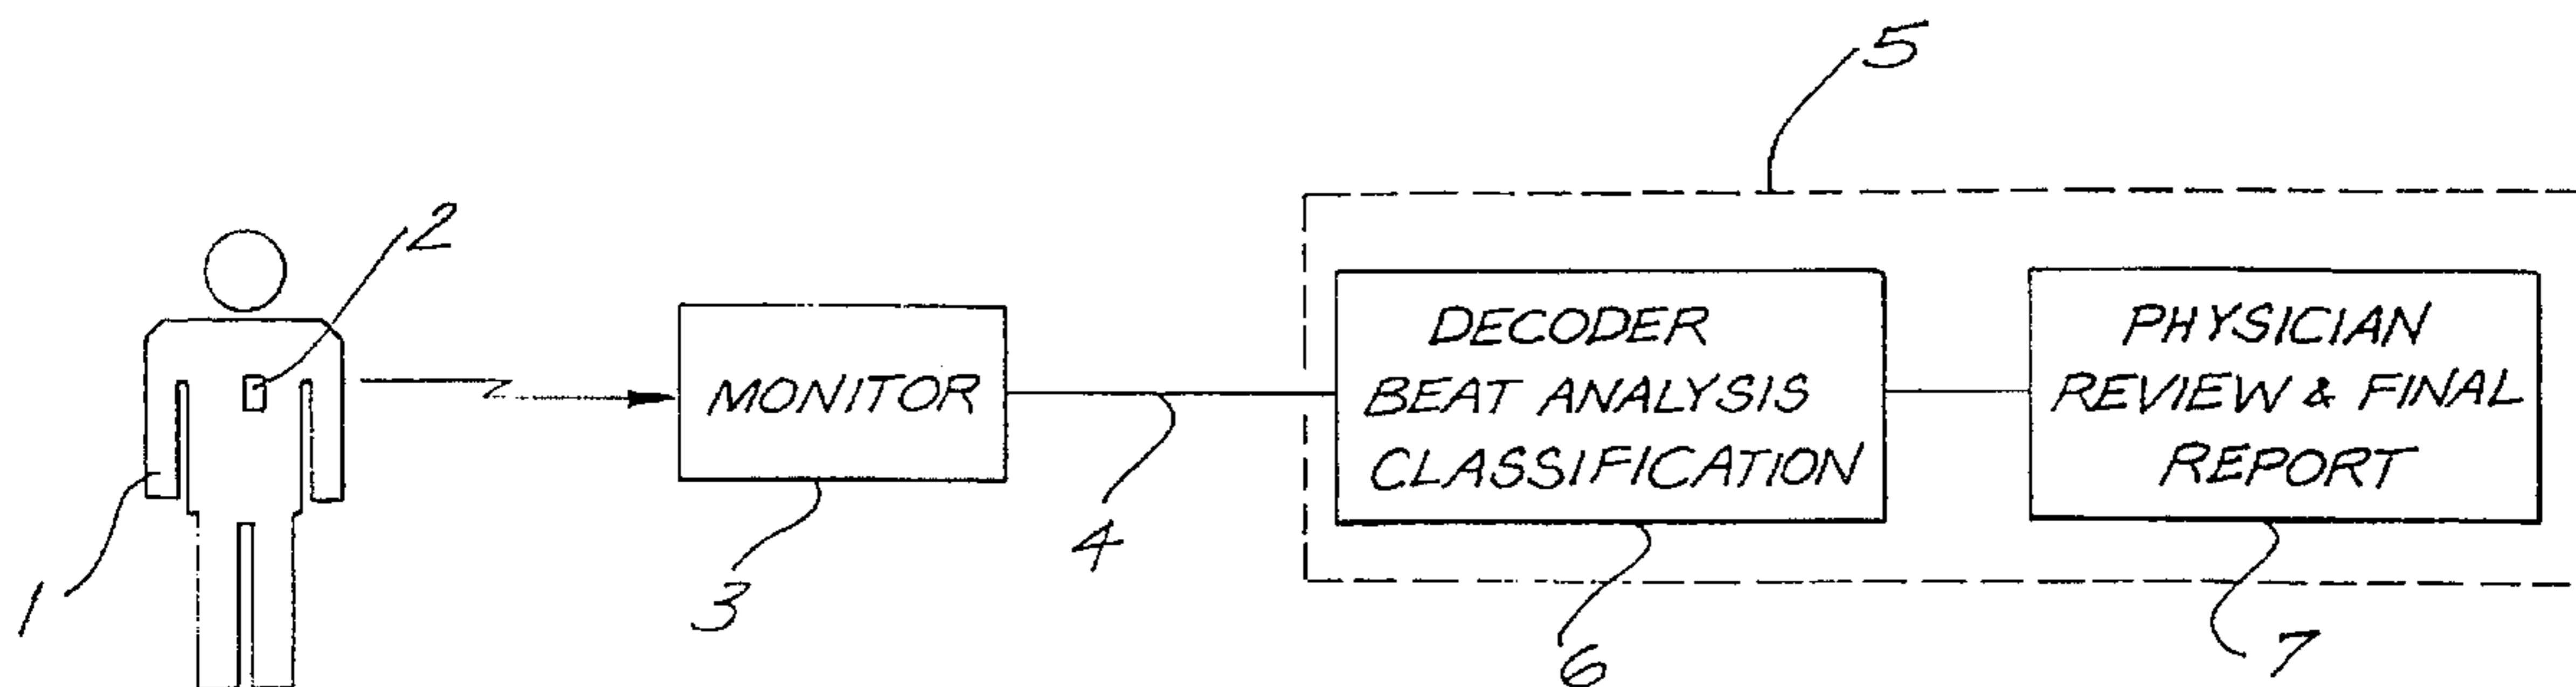 5
2
MONITOR
DECODER
BEAT ANALYSIS
CLASSIFICATION
PHYSICIAN
REVIEW & FINAL
REPORT
1
3
4
6
7